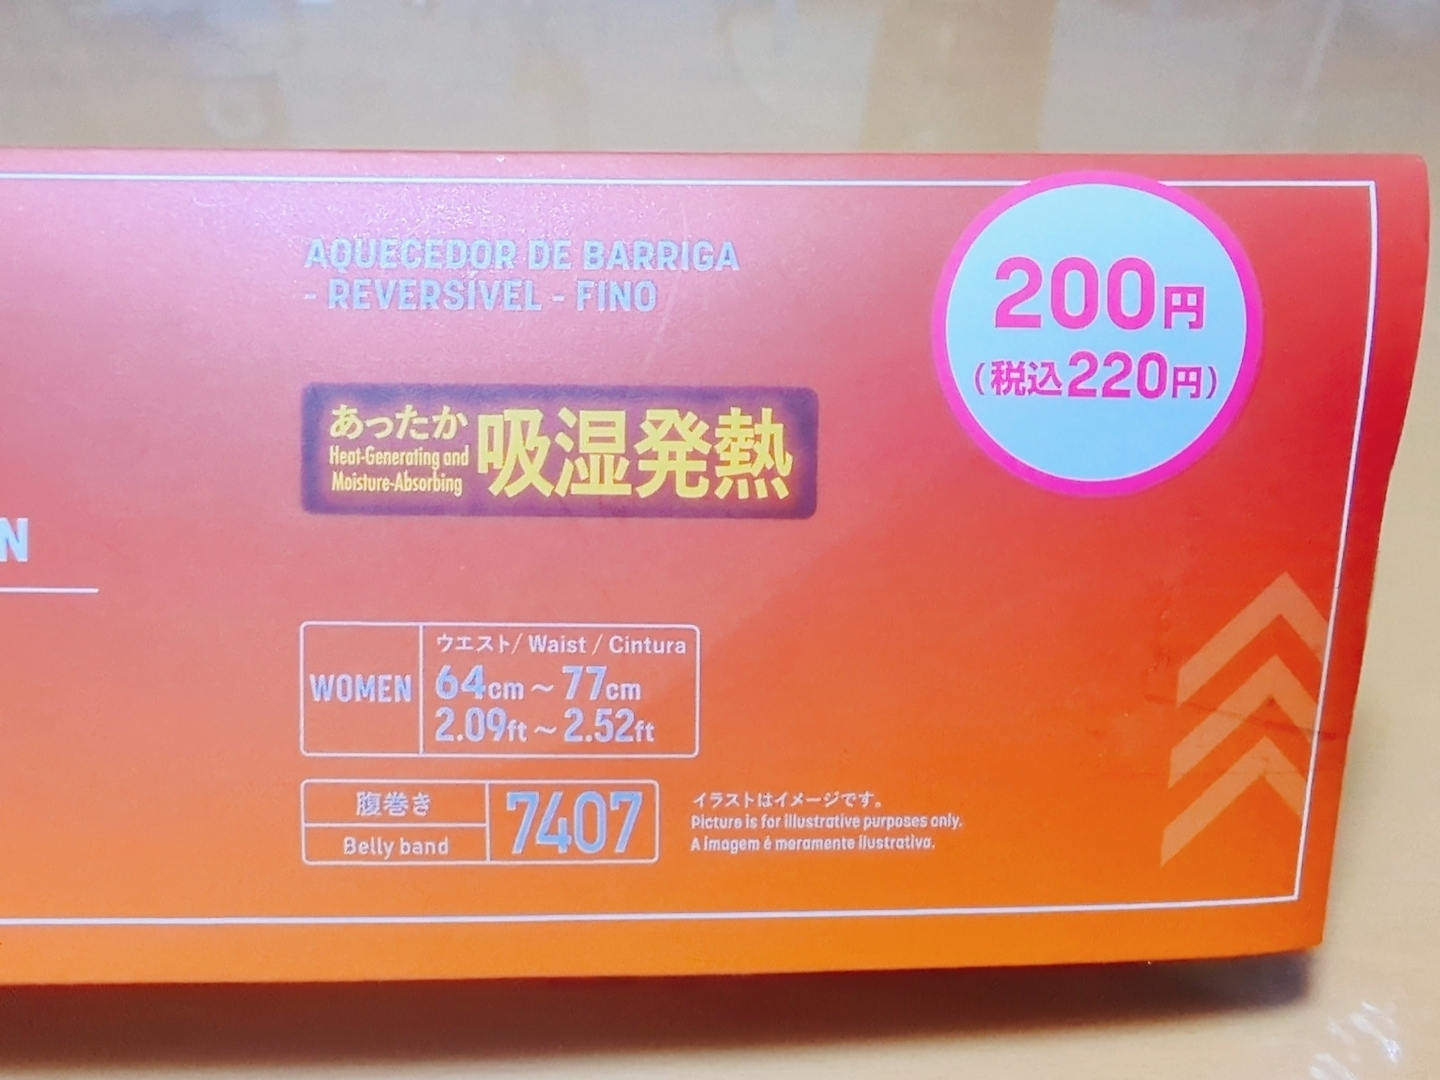 AQUECEDOR DE BARRIGA
- REVERSÍVEL - FINO
200円
(税込220円)
あったか
Heat-Generating and
Moisture-Absorbing
吸湿発熱
N
WOMEN
ウエスト/ Waist / Cintura
64cm ~ 77cm
2.09ft ~ 2.52ft
腹巻き
Belly band
7407
イラストはイメージです。
Picture is for illustrative purposes only.
A imagem é meramente ilustrativa.